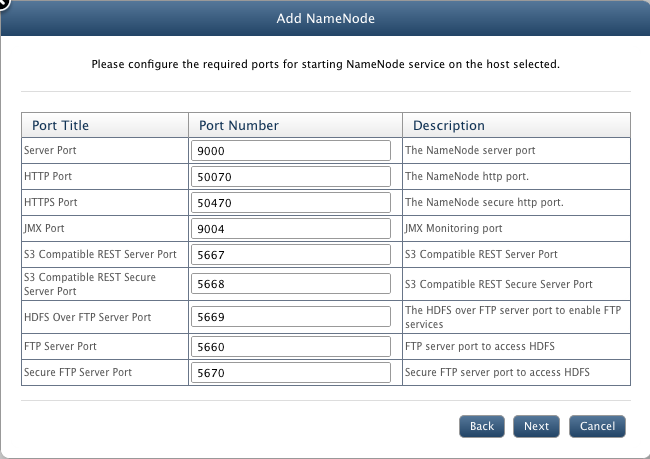 Add NameNode
Please configure the required ports for starting NameNode service on the host selected.
Port Title Port Number Description
Server Port 9000 The NameNode server port
HTTP Port 50070 The NameNode http port.
HTTPS Port 50470 The NameNode secure http port.
JMX Port 9004 JMX Monitoring port
S3 Compatible REST Server Port 5667 S3 Compatible REST Server Port
S3 Compatible REST Secure
Server Port 5668 S3 Compatible REST Secure Server Port
HDFS Over FTP Server Port 5669 The HDFS over FTP server port to enable FTP
services
FTP Server Port 5660 FTP server port to access HDFS
Secure FTP Server Port 5670 Secure FTP server port to access HDFS
Back Next Cancel